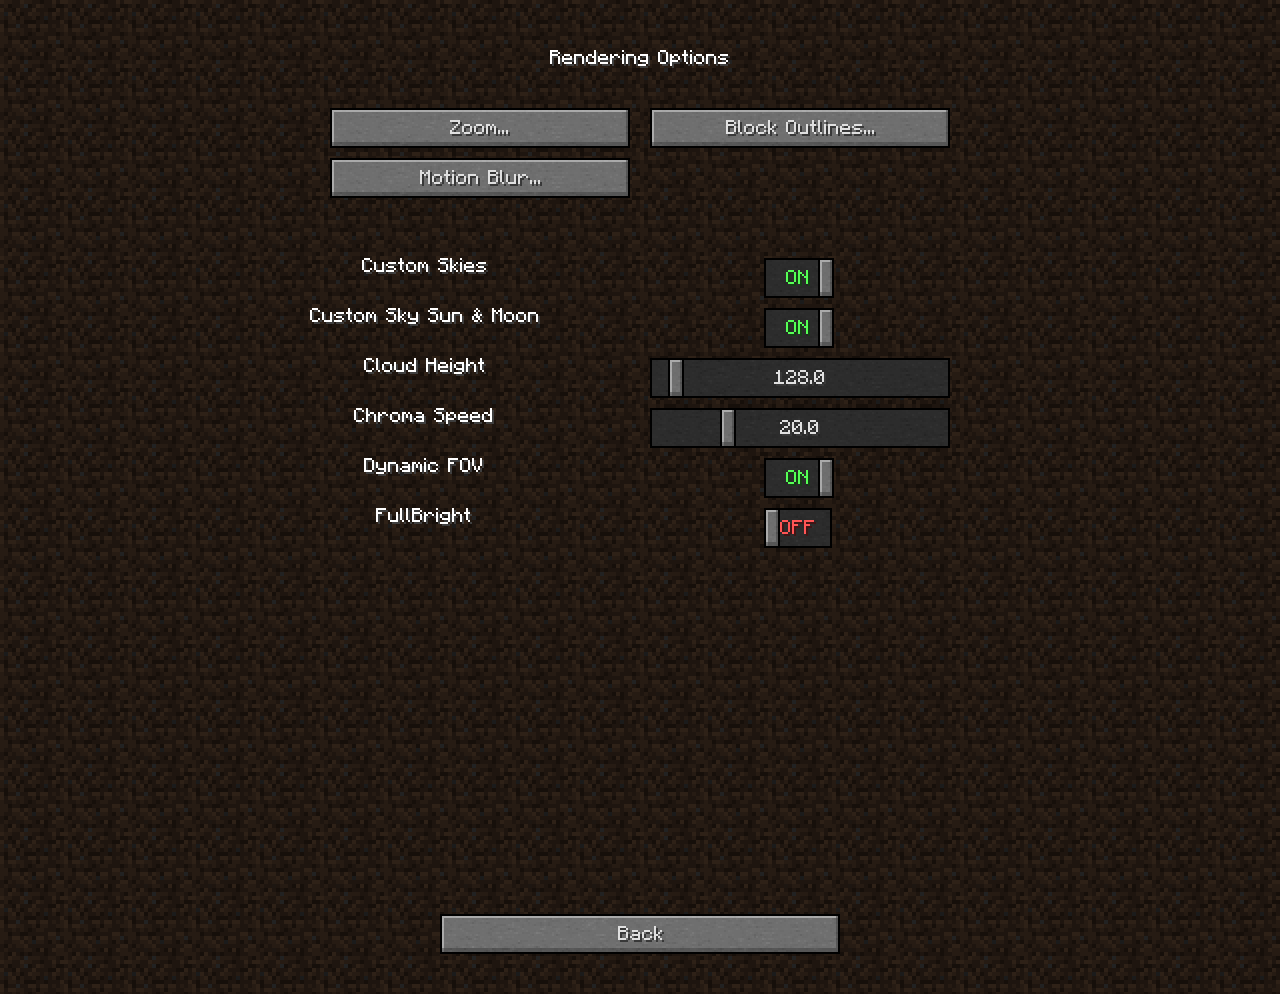 Rendering Options
Zoom...
Block Outlines...
Motion Blur...
Custom Skies
ON
Custom Sky Sun & Moon
ON
Cloud Height
128.0
Chroma Speed
20.0
Dynamic FOV
ON
FullBright
OFF
Back